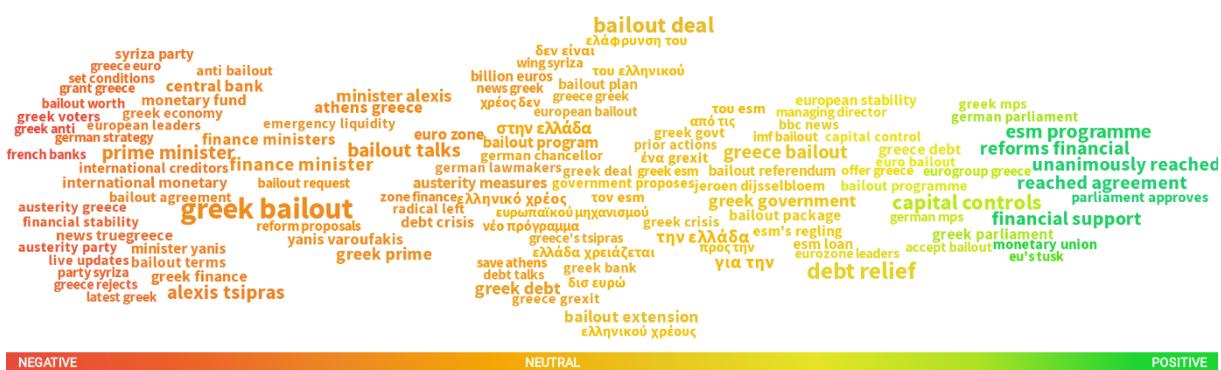 bailout deal
ελάφρυνση του
syriza party
δεν είναι
greece euro
wing syriza
anti bailout
του ελληνικού
set conditions
billion euros
grant greece
central bank
bailout plan
news greek
minister alexis
greece greek
monetary fund
european stability
bailout worth
χρέος δεν
greek mps
athens greece
του esm
european bailout
managing director
greek economy
greek voters
german parliament
από τις
emergency liquidity
bbc news
european leaders
στην ελλάδα
greek anti
esm programme
greek govt
euro zone
german strategy
imf bailout
capital control
finance ministers
bailout program
prior actions
reforms financial
bailout talks
greece debt
greece bailout
prime minister
french banks
german chancellor
ένα grexit
euro bailout
unanimously reached
finance minister
international creditors
german lawmakers
greek deal
greek esm
bailout referendum
offer greece
eurogroup greece
international monetary
bailout request
austerity measures
government proposes
jeroen dijsselbloem
bailout programme
reached agreement
bailout agreement
zone finance
ελληνικό χρέος
τον esm
parliament approves
greek government
capital controls
austerity greece
greek bailout
radical left
ευρωπαϊκού μηχανισμού
bailout package
german mps
financial support
financial stability
debt crisis
greek crisis
reform proposals
νέο πρόγραμμα
esm's regling
news truegreece
greek parliament
yanis varoufakis
greece's tsipras
την ελλάδα
austerity party
minister yanis
esm loan
accept bailout
monetary union
προς την
greek prime
ελλάδα χρειάζεται
eurozone leaders
eu's tusk
live updates
bailout terms
save athens
για την
greek bank
party syriza
debt relief
debt talks
greek finance
greece rejects
δισ ευρώ
greek debt
alexis tsipras
latest greek
greece grexit
bailout extension
ελληνικού χρέους
NEGATIVE
NEUTRAL
POSITIVE